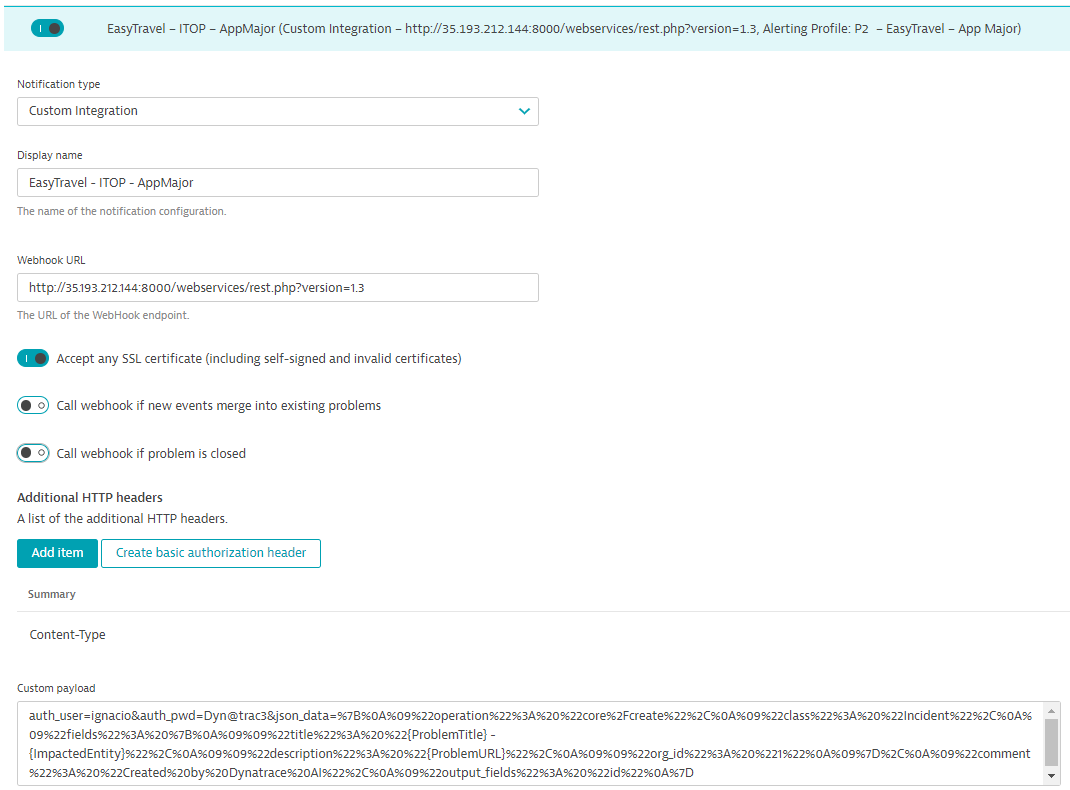 EasyTravel – ITOP – AppMajor (Custom Integration – http://35.193.212.144:8000/webservices/rest.php?version=1.3, Alerting Profile: P2 – EasyTravel – App Major)
Notification type
Custom Integration
Display name
EasyTravel - ITOP - AppMajor
The name of the notification configuration.
Webhook URL
http://35.193.212.144:8000/webservices/rest.php?version=1.3
The URL of the WebHook endpoint.
Accept any SSL certificate (including self-signed and invalid certificates)
Call webhook if new events merge into existing problems
Call webhook if problem is closed
Additional HTTP headers
A list of the additional HTTP headers.
Add item
Create basic authorization header
Summary
Content-Type
Custom payload
auth_user=ignacio&auth_pwd=Dyn@trac3&json_data=%7B%0A%09%22operation%22%3A%20%22core%2Fcreate%22%2C%0A%09%22class%22%3A%20%22Incident%22%2C%0A%
09%22fields%22%3A%20%7B%0A%09%09%22title%22%3A%20%22{ProblemTitle} -
{ImpactedEntity}%22%2C%0A%09%09%22description%22%3A%20%22{ProblemURL}%22%2C%0A%09%09%22org_id%22%3A%20%221%22%0A%09%7D%2C%0A%09%22comment
%22%3A%20%22Created%20by%20Dynatrace%20AI%22%2C%0A%09%22output_fields%22%3A%20%22id%22%0A%7D